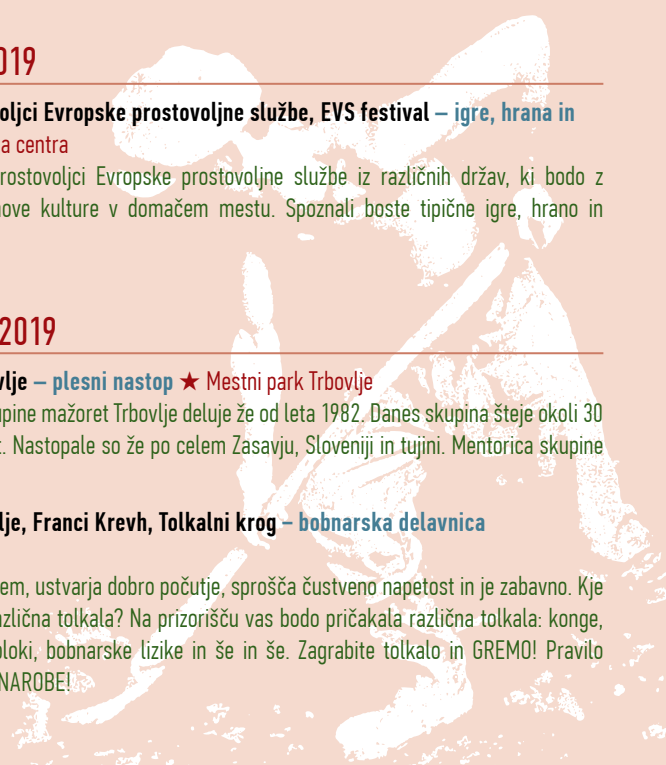 019
oljci Evropske prostovoljne službe, EVS festival – igre, hrana in
a centra
rostovoljci Evropske prostovoljne službe iz različnih držav, ki bodo z
nove kulture v domačem mestu. Spoznali boste tipične igre, hrano in
2019
vlje – plesni nastop ★ Mestni park Trbovlje
upine mažoret Trbovlje deluje že od leta 1982. Danes skupina šteje okoli 30
t. Nastopale so že po celem Zasavju, Sloveniji in tujini. Mentorica skupine
lje, Franci Krevh, Tolkalni krog – bobnarska delavnica
em, ustvarja dobro počutje, sprošča čustveno napetost in je zabavno. Kje
azlična tolkala? Na prizorišču vas bodo pričakala različna tolkala: konge,
bloki, bobnarske lizike in še in še. Zagrabite tolkalo in GREMO! Pravilo
NAROBE!